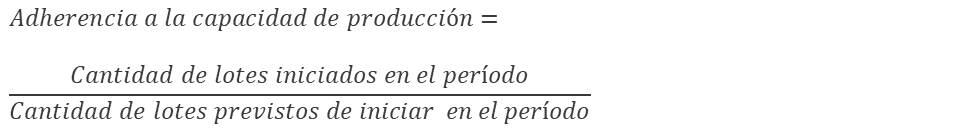 Adherencia a la capacidad de producción =
Cantidad de lotes iniciados en el período
Cantidad de lotes previstos de iniciar en el período